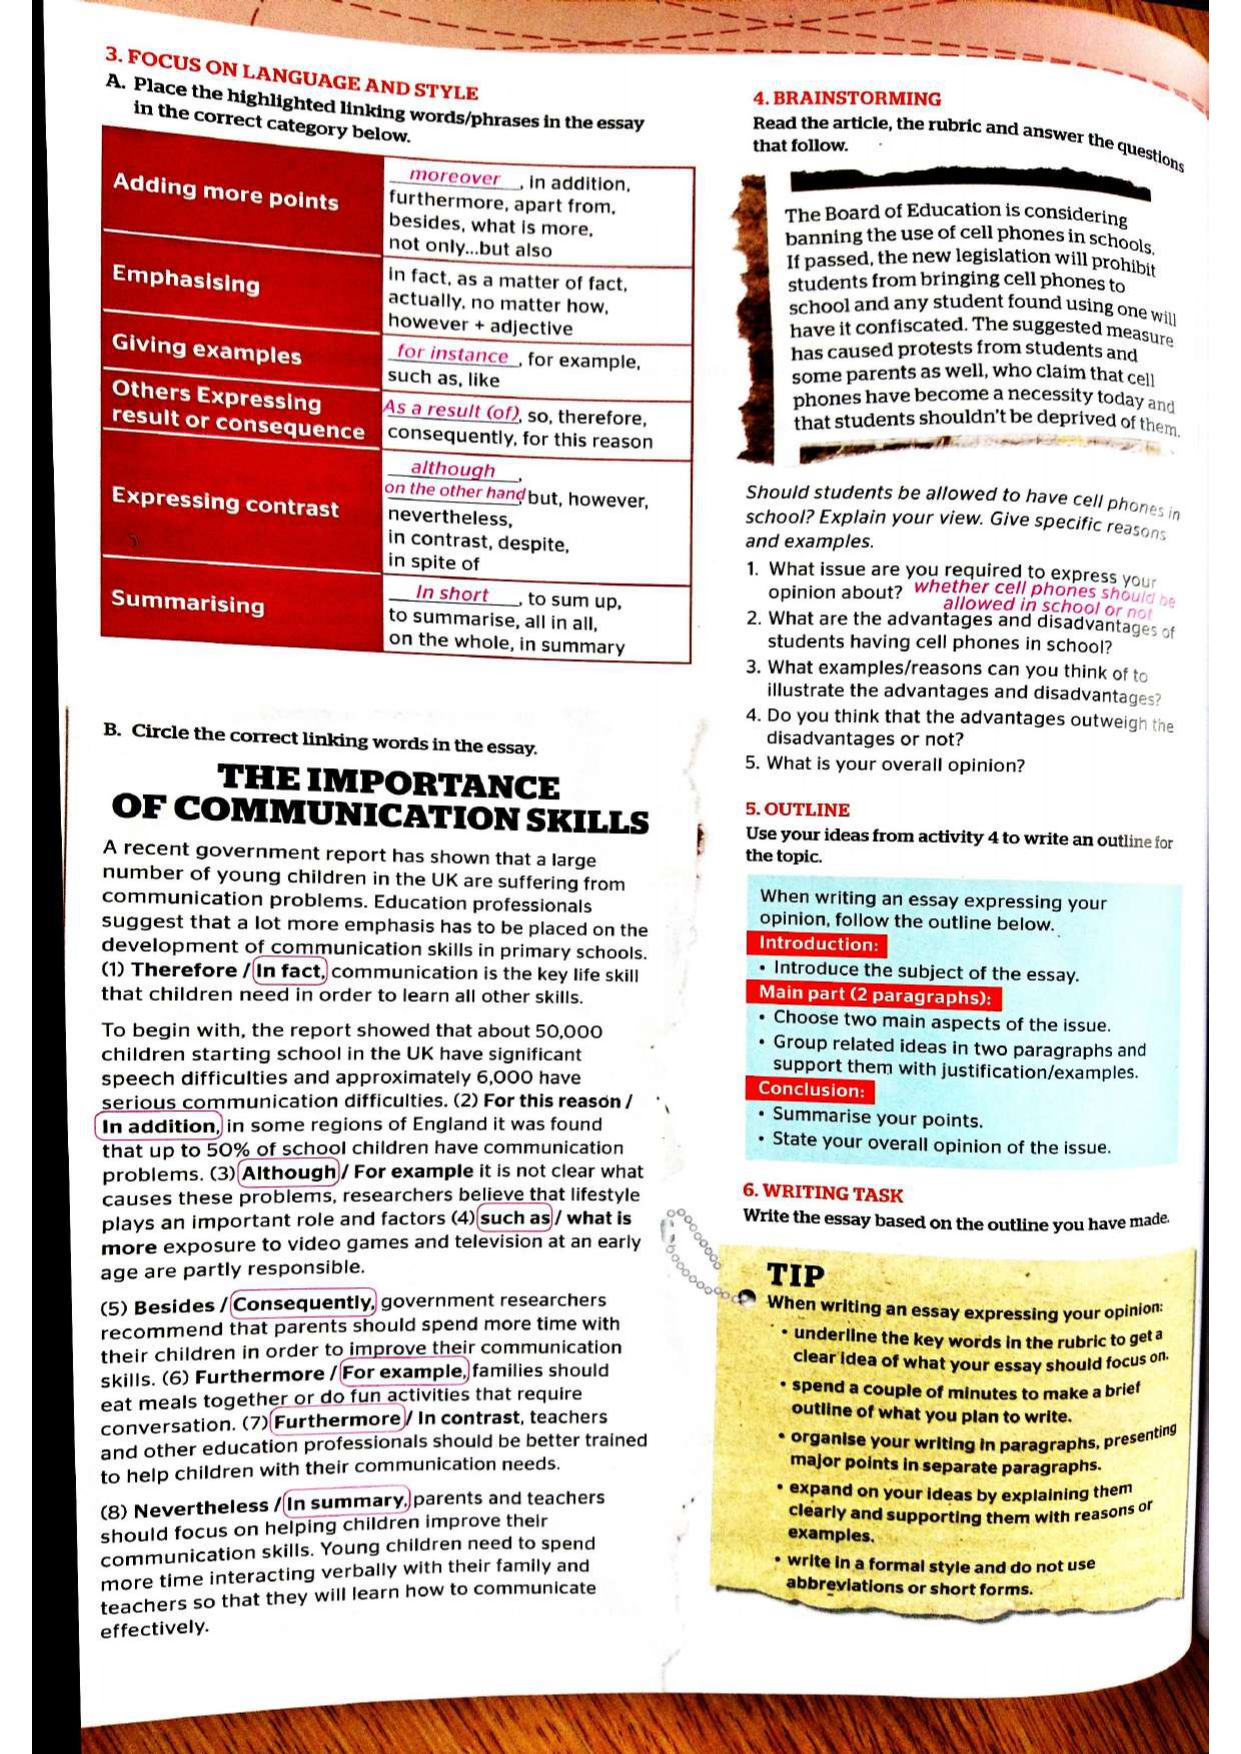 3. FOCUS ON LANGUAGE AND STYLE
A. Place the highlighted linking words/phrases in the essay
in the correct category below.
Adding more points
moreover, in addition,
furthermore, apart from,
besides, what is more,
not only...but also
Emphasising
in fact, as a matter of fact,
actually, no matter how,
however + adjective
Giving examples
for instance, for example,
such as, like
Others Expressing
result or consequence
As a result (of), so, therefore,
consequently, for this reason
Expressing contrast
although,
on the other hand but, however,
nevertheless,
in contrast, despite,
in spite of
Summarising
In short, to sum up,
to summarise, all in all,
on the whole, in summary
B. Circle the correct linking words in the essay.
THE IMPORTANCE
OF COMMUNICATION SKILLS
A recent government report has shown that a large
number of young children in the UK are suffering from
communication problems. Education professionals
suggest that a lot more emphasis has to be placed on the
development of communication skills in primary schools.
(1) Therefore / In fact, communication is the key life skill
that children need in order to learn all other skills.
To begin with, the report showed that about 50,000
children starting school in the UK have significant
speech difficulties and approximately 6,000 have
serious communication difficulties. (2) For this reason /
In addition, in some regions of England it was found
that up to 50% of school children have communication
problems. (3) Although / For example it is not clear what
causes these problems, researchers believe that lifestyle
plays an important role and factors (4) such as / what is
more exposure to video games and television at an early
age are partly responsible.
(5) Besides / Consequently, government researchers
recommend that parents should spend more time with
their children in order to improve their communication
skills. (6) Furthermore / For example, families should
eat meals together or do fun activities that require
conversation. (7) Furthermore / In contrast, teachers
and other education professionals should be better trained
to help children with their communication needs.
(8) Nevertheless / In summary, parents and teachers
should focus on helping children improve their
communication skills. Young children need to spend
more time interacting verbally with their family and
teachers so that they will learn how to communicate
effectively.
4. BRAINSTORMING
Read the article, the rubric and answer the questions
that follow.
The Board of Education is considering
banning the use of cell phones in schools.
If passed, the new legislation will prohibit
students from bringing cell phones to
school and any student found using one will
have it confiscated. The suggested measure
has caused protests from students and
some parents as well, who claim that cell
phones have become a necessity today and
that students shouldn't be deprived of them.
Should students be allowed to have cell phones in
school? Explain your view. Give specific reasons
and examples.
1. What issue are you required to express your
opinion about? whether cell phones should be
allowed in school or not
2. What are the advantages and disadvantages of
students having cell phones in school?
3. What examples/reasons can you think of to
illustrate the advantages and disadvantages?
4. Do you think that the advantages outweigh the
disadvantages or not?
5. What is your overall opinion?
5. OUTLINE
Use your ideas from activity 4 to write an outline for
the topic.
When writing an essay expressing your
opinion, follow the outline below.
Introduction:
• Introduce the subject of the essay.
Main part (2 paragraphs):
• Choose two main aspects of the issue.
• Group related ideas in two paragraphs and
support them with justification/examples.
Conclusion:
• Summarise your points.
• State your overall opinion of the issue.
6. WRITING TASK
Write the essay based on the outline you have made.
TIP
When writing an essay expressing your opinion:
• underline the key words in the rubric to get a
clear idea of what your essay should focus on.
• spend a couple of minutes to make a brief
outline of what you plan to write.
• organise your writing in paragraphs, presenting
major points in separate paragraphs.
• expand on your ideas by explaining them
clearly and supporting them with reasons or
examples.
• write in a formal style and do not use
abbreviations or short forms.